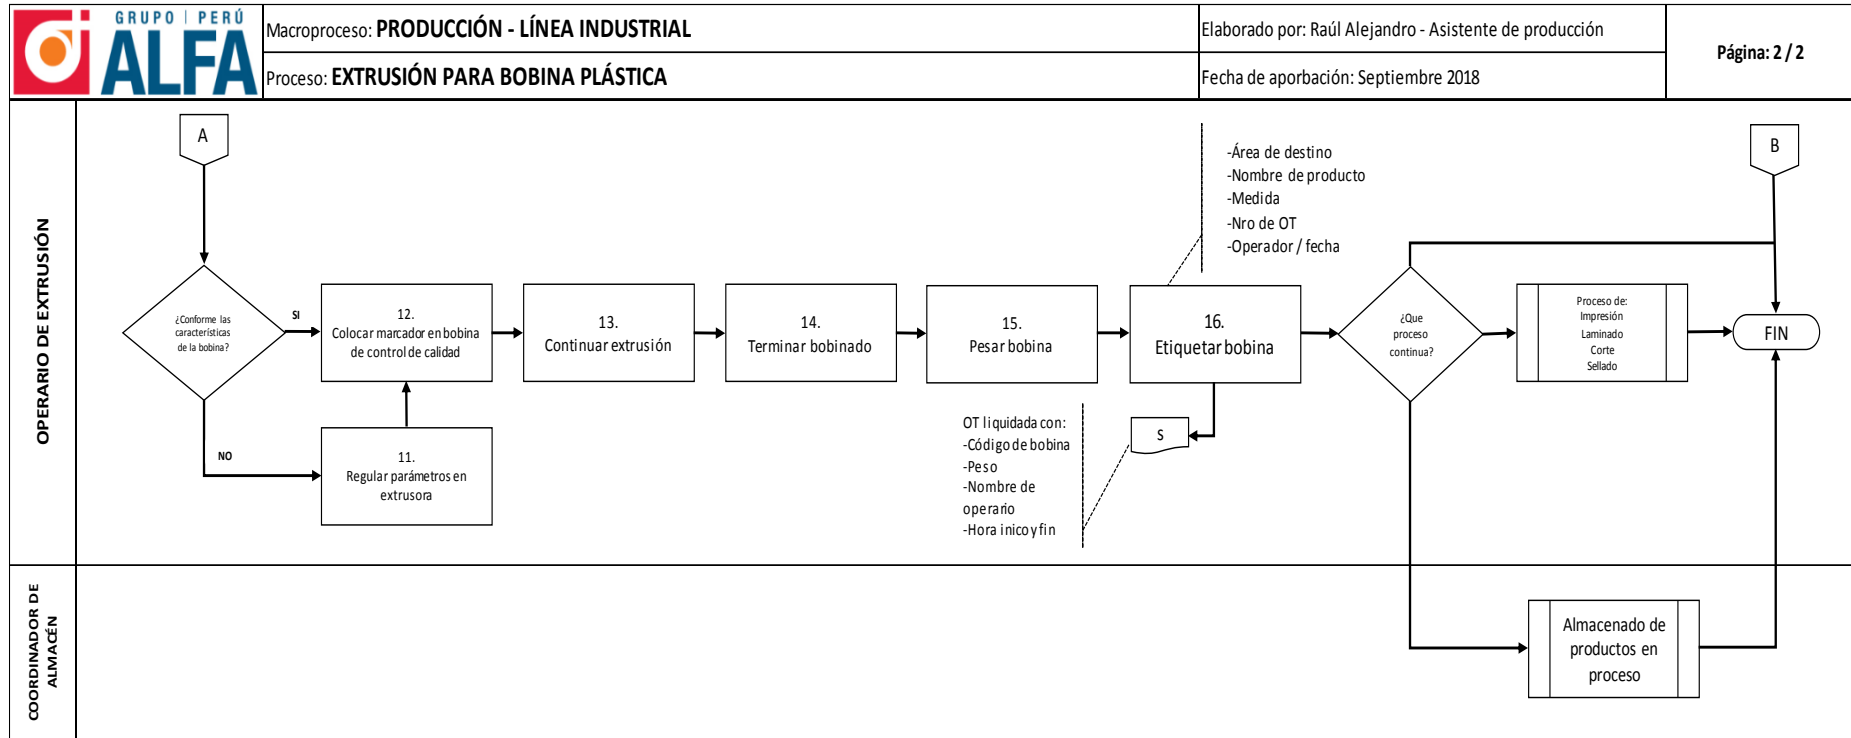 GRUPO | PERÚ
ALFA
Macroproceso: PRODUCCIÓN - LÍNEA INDUSTRIAL
Elaborado por: Raúl Alejandro - Asistente de producción
Página: 2 / 2
Proceso: EXTRUSIÓN PARA BOBINA PLÁSTICA
Fecha de aporbación: Septiembre 2018
OPERARIO DE EXTRUSIÓN
A
¿Conforme las
características
de la bobina?
SI
NO
12.
Colocar marcador en bobina
de control de calidad
11.
Regular parámetros en
extrusora
13.
Continuar extrusión
14.
Terminar bobinado
15.
Pesar bobina
16.
Etiquetar bobina
-Área de destino
-Nombre de producto
-Medida
-Nro de OT
-Operador / fecha
OT liquidada con:
-Código de bobina
-Peso
-Nombre de
operario
-Hora inico y fin
S
¿Que
proceso
continua?
Proceso de:
Impresión
Laminado
Corte
Sellado
B
FIN
COORDINADOR DE
ALMACÉN
Almacenado de
productos en
proceso